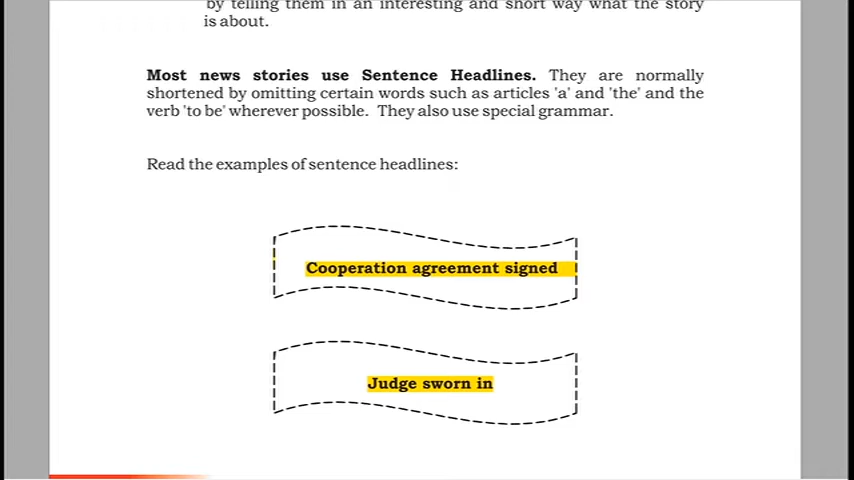 by telling them in an interesting and short way what the story
is about.
Most news stories use Sentence Headlines. They are normally
shortened by omitting certain words such as articles 'a' and 'the' and the
verb 'to be' wherever possible. They also use special grammar.
Read the examples of sentence headlines:
Cooperation agreement signed
Judge sworn in